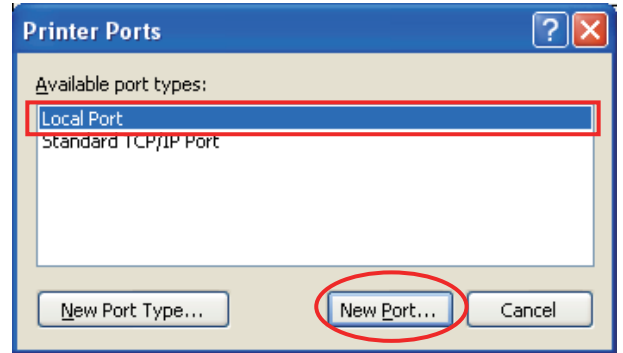 Printer Ports
Available port types:
Local Port
Standard TCP/IP Port
New Port Type...
New Port...
Cancel